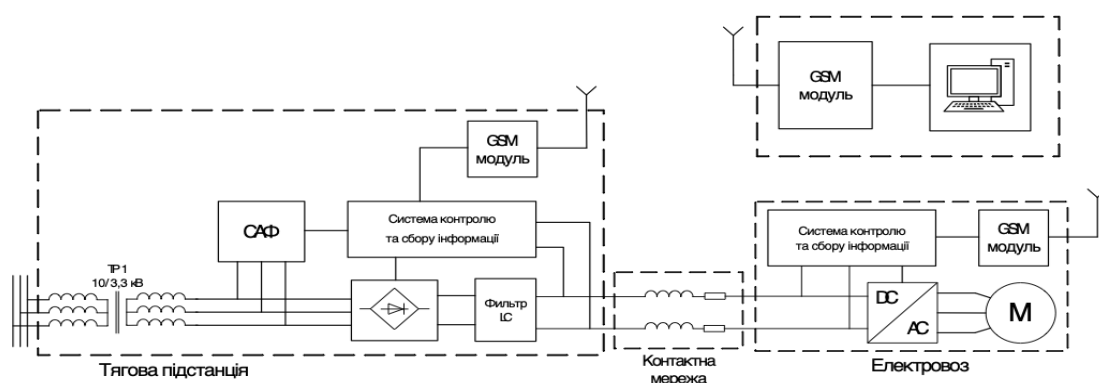 GSM
модуль
GSM
модуль
САФ
Система контролю
та сбору інформації
ТР1
10/3,3 кВ
Фильтр
LC
Тягова підстанція
Контактна
мережа
Система контролю
та сбору інформації
GSM
модуль
DC
AC
М
Електровоз